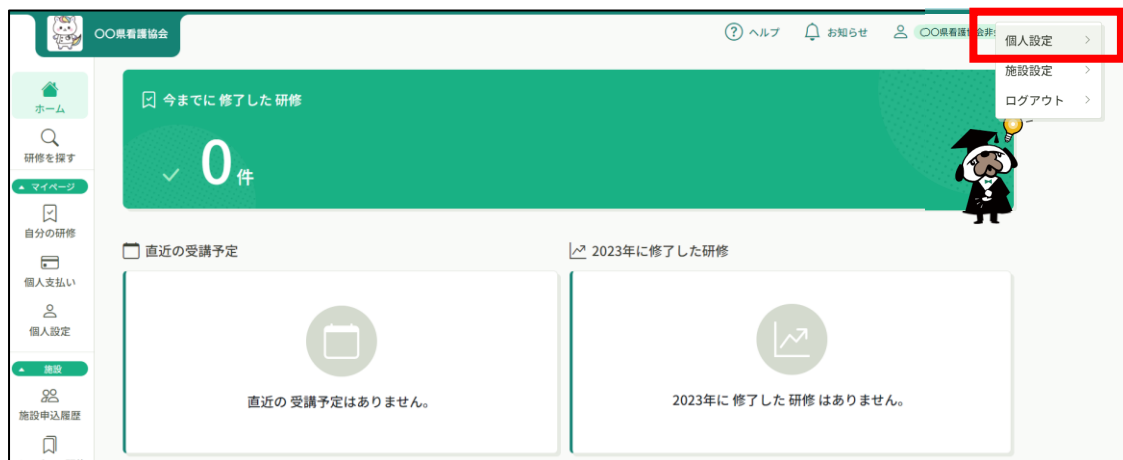 〇〇県看護協会
ヘルプ
お知らせ
〇〇県看護協会非
個人設定
施設設定
ログアウト
ホーム
研修を探す
マイページ
自分の研修
個人支払い
個人設定
施設
施設申込履歴
今までに 修了した 研修
0件
直近の受講予定
2023年に修了した研修
直近の 受講予定はありません。
2023年に 修了した 研修 はありません。